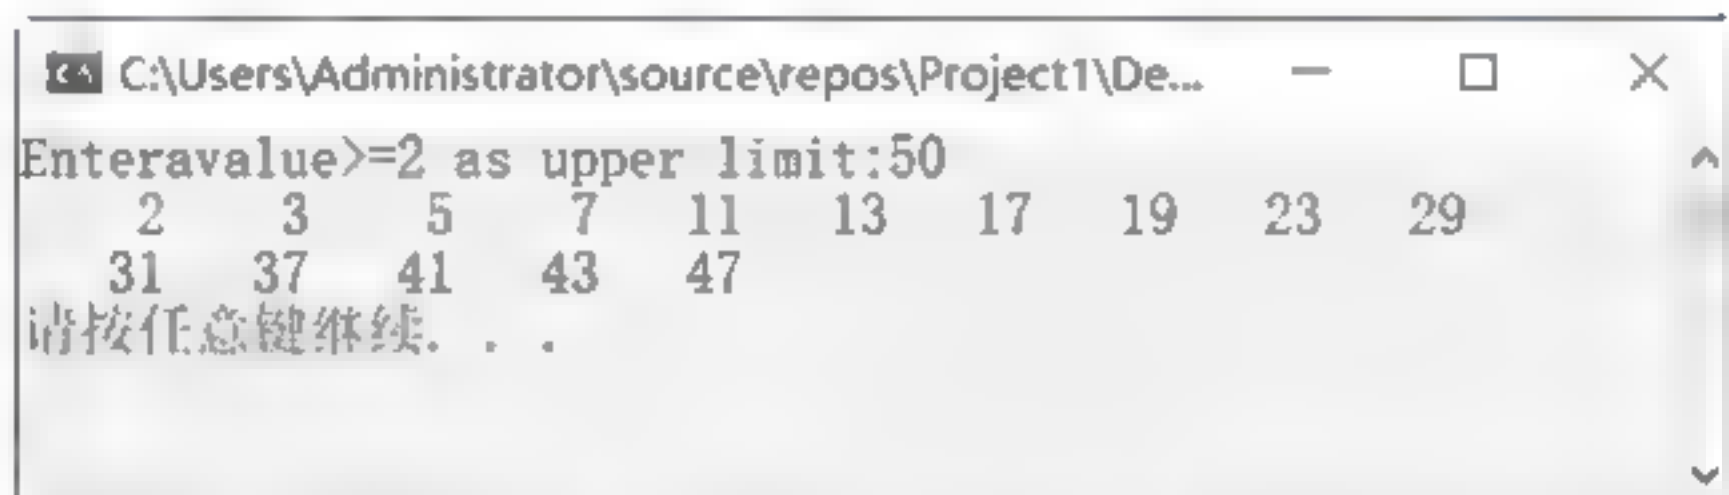 C:\Users\Administrator\source\repos\Project1\De...
Enteravalue>=2 as upper limit:50
2 3 5 7 11 13 17 19 23 29
31 37 41 43 47
请按任意键继续. . .